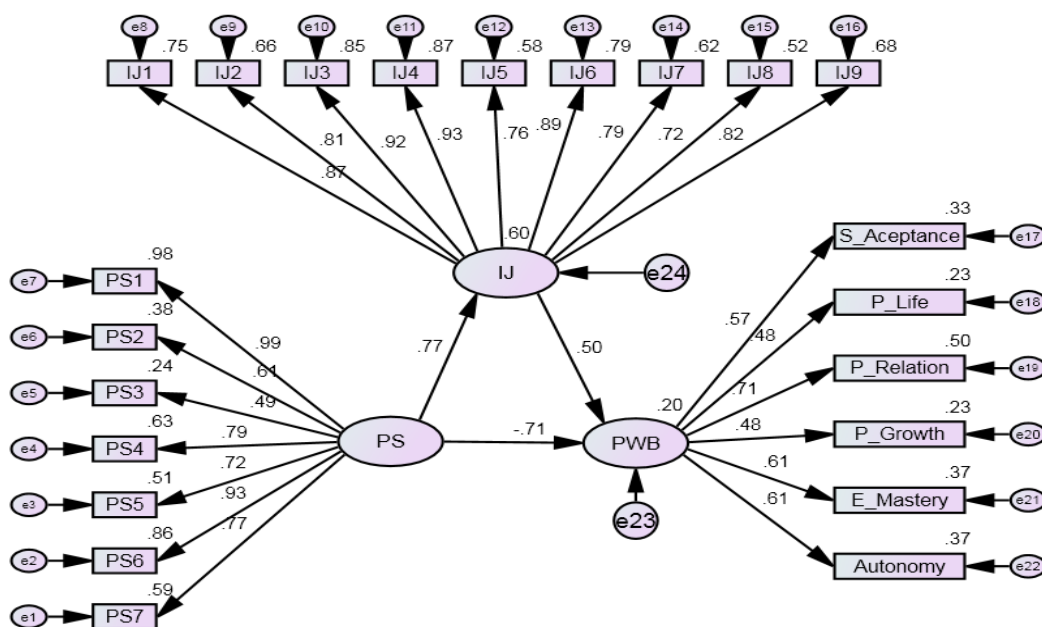 e8 e9 e10 e11 e12 e13 e14 e15 e16
.75 .66 .85 .87 .58 .79 .62 .52 .68
IJ1 IJ2 IJ3 IJ4 IJ5 IJ6 IJ7 IJ8 IJ9
.87 .81 .92 .93 .76 .89 .79 .72 .82
.60
IJ
e24
.98
e7 PS1
.38
e6 PS2
.24
e5 PS3
.63
e4 PS4
.51
e3 PS5
.86
e2 PS6
.59
e1 PS7
.99
.61
.49
.79
.72
.93
.77
PS
.77
.50
-.71
.20
PWB
e23
.57
.48
.71
.48
.61
.61
.33
S_Aceptance e17
.23
P_Life e18
.50
P_Relation e19
.23
P_Growth e20
.37
E_Mastery e21
.37
Autonomy e22